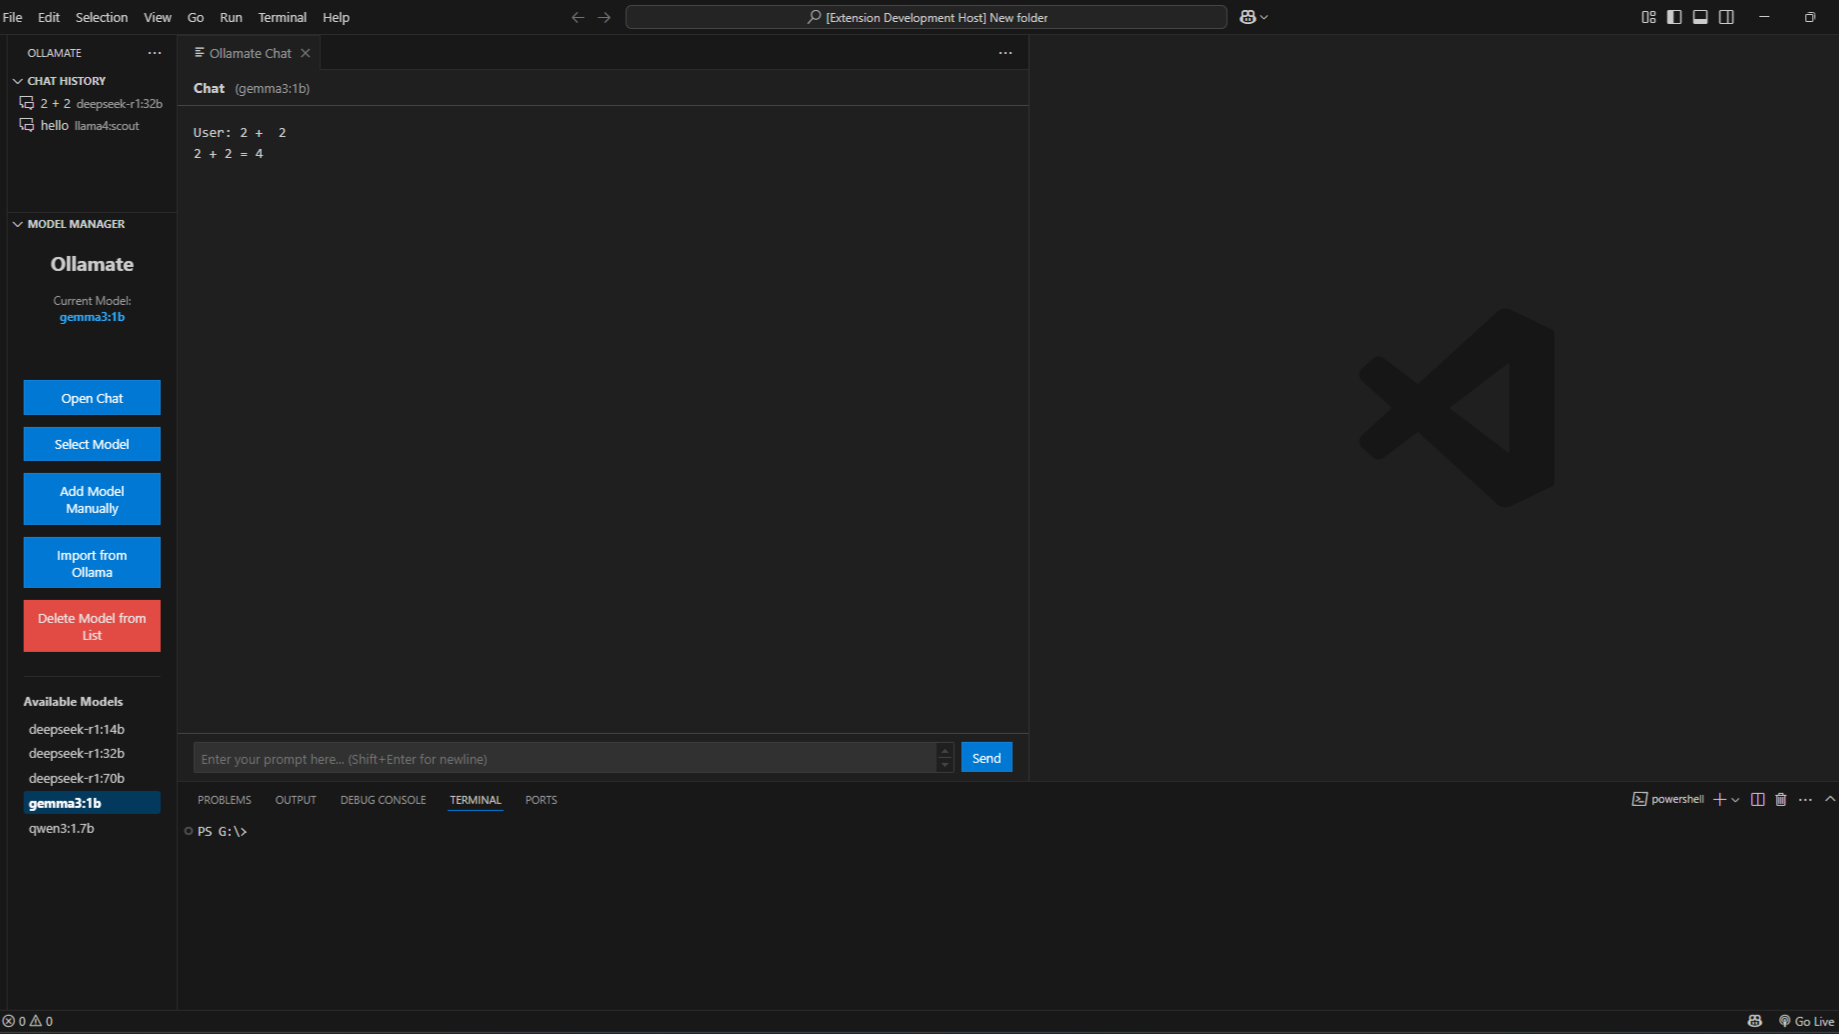 File Edit Selection View Go Run Terminal Help
[Extension Development Host] New folder
OLLAMATE
CHAT HISTORY
2 + 2 deepseek-r1:32b
hello llama4:scout
MODEL MANAGER
Ollamate
Current Model:
gemma3:1b
Open Chat
Select Model
Add Model
Manually
Import from
Ollama
Delete Model from
List
Available Models
deepseek-r1:14b
deepseek-r1:32b
deepseek-r1:70b
gemma3:1b
qwen3:1.7b
Ollamate Chat
Chat (gemma3:1b)
User: 2 +  2
2 + 2 = 4
Enter your prompt here... (Shift+Enter for newline)
Send
PROBLEMS OUTPUT DEBUG CONSOLE TERMINAL PORTS
powershell
PS G:\>
0 0
Go Live